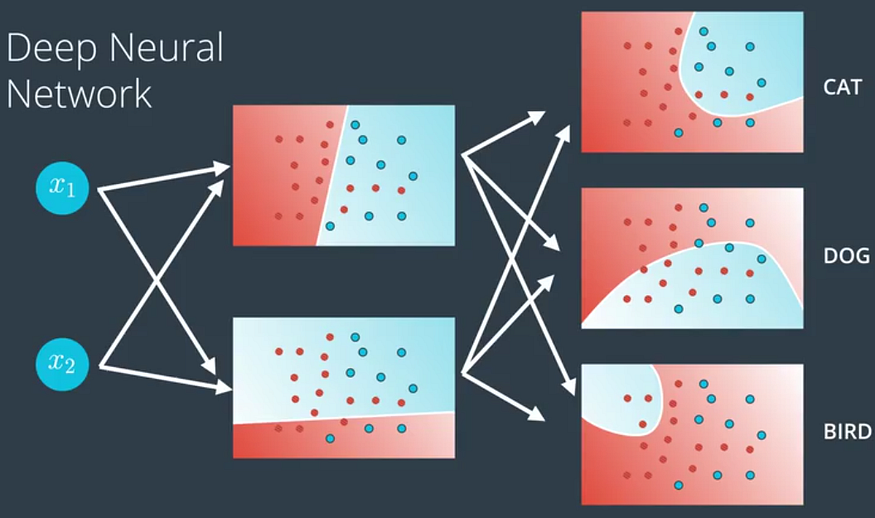 Deep Neural
Network
x₁
x₂
CAT
DOG
BIRD